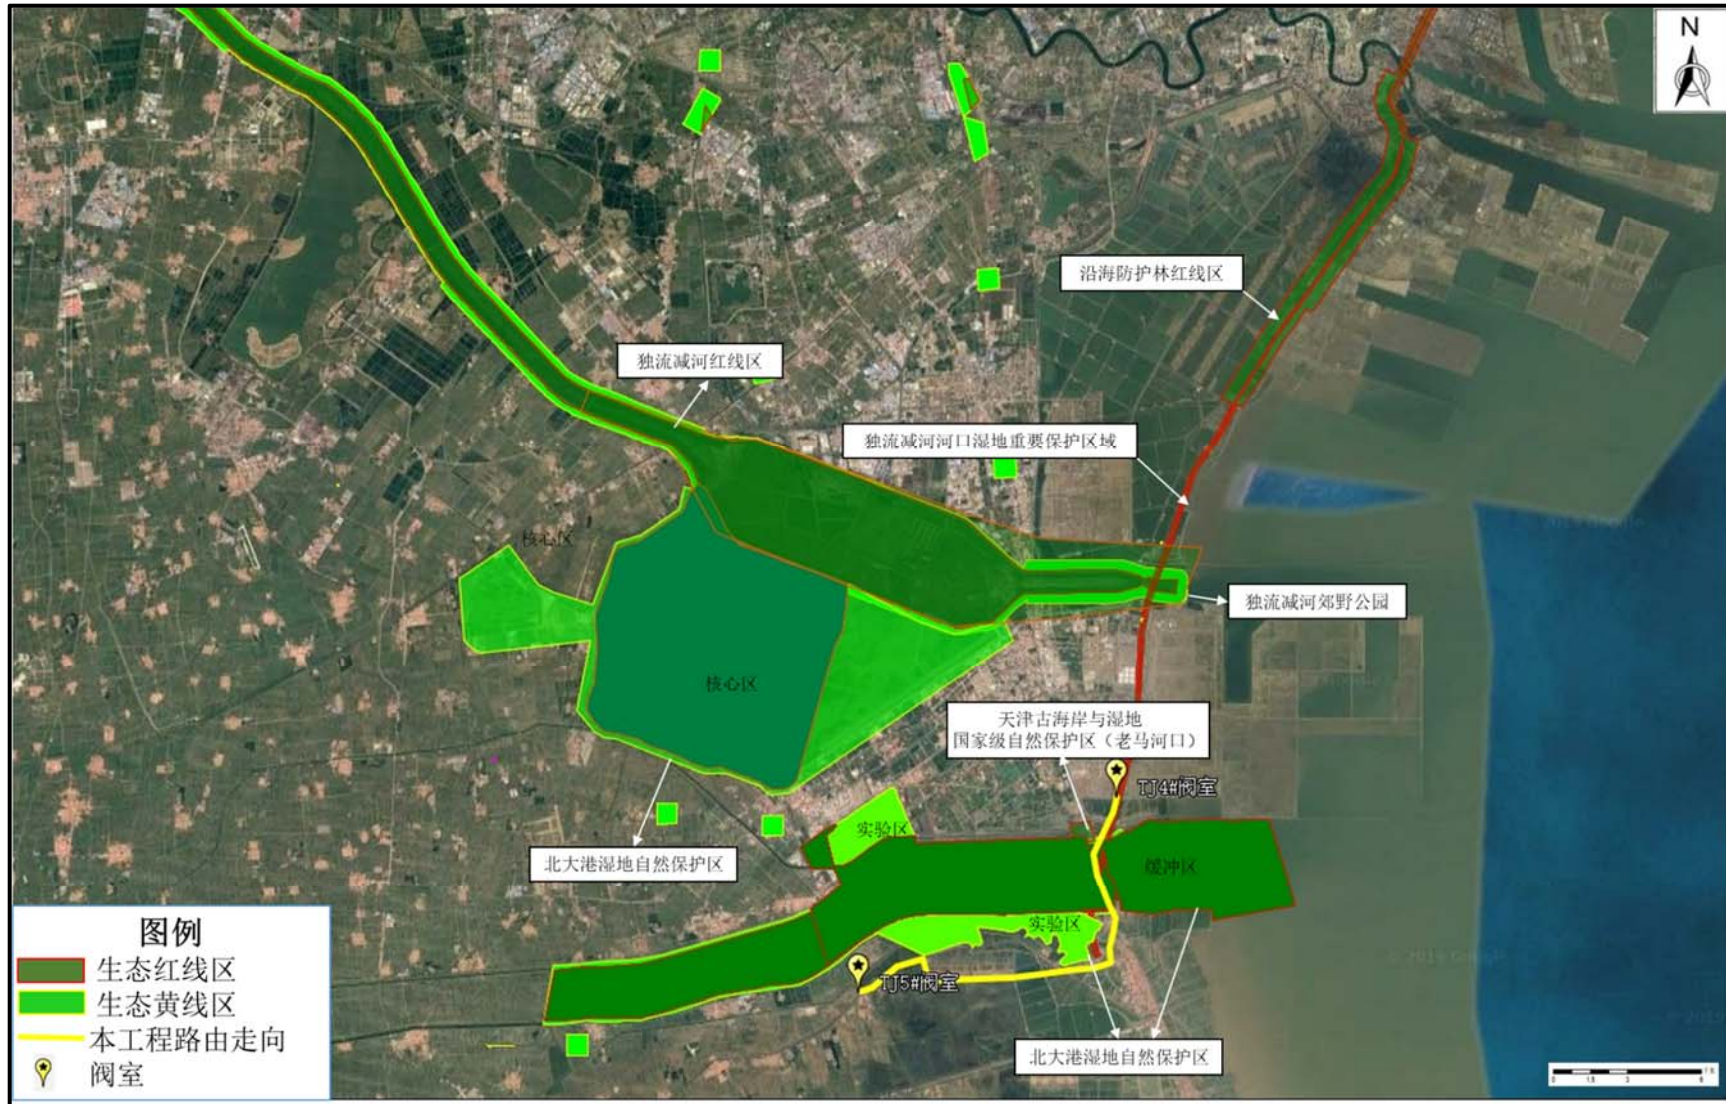 N
沿海防护林红线区
独流减河红线区
独流减河河口湿地重要保护区域
核心区
独流减河郊野公园
核心区
天津古海岸与湿地
国家级自然保护区（老马河口）
TJ4#阀室
实验区
缓冲区
北大港湿地自然保护区
实验区
TJ5#阀室
北大港湿地自然保护区
图例
生态红线区
生态黄线区
本工程路由走向
阀室